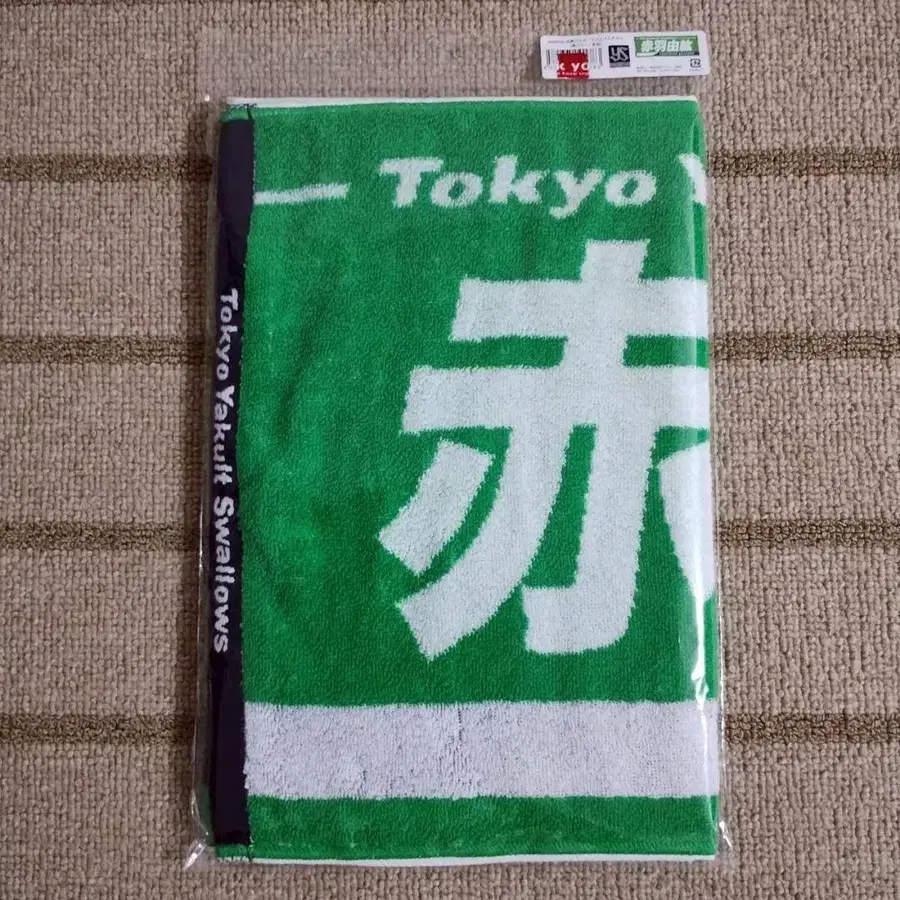 赤羽由紘
Tokyo Y
赤
Tokyo Yakult Swallows